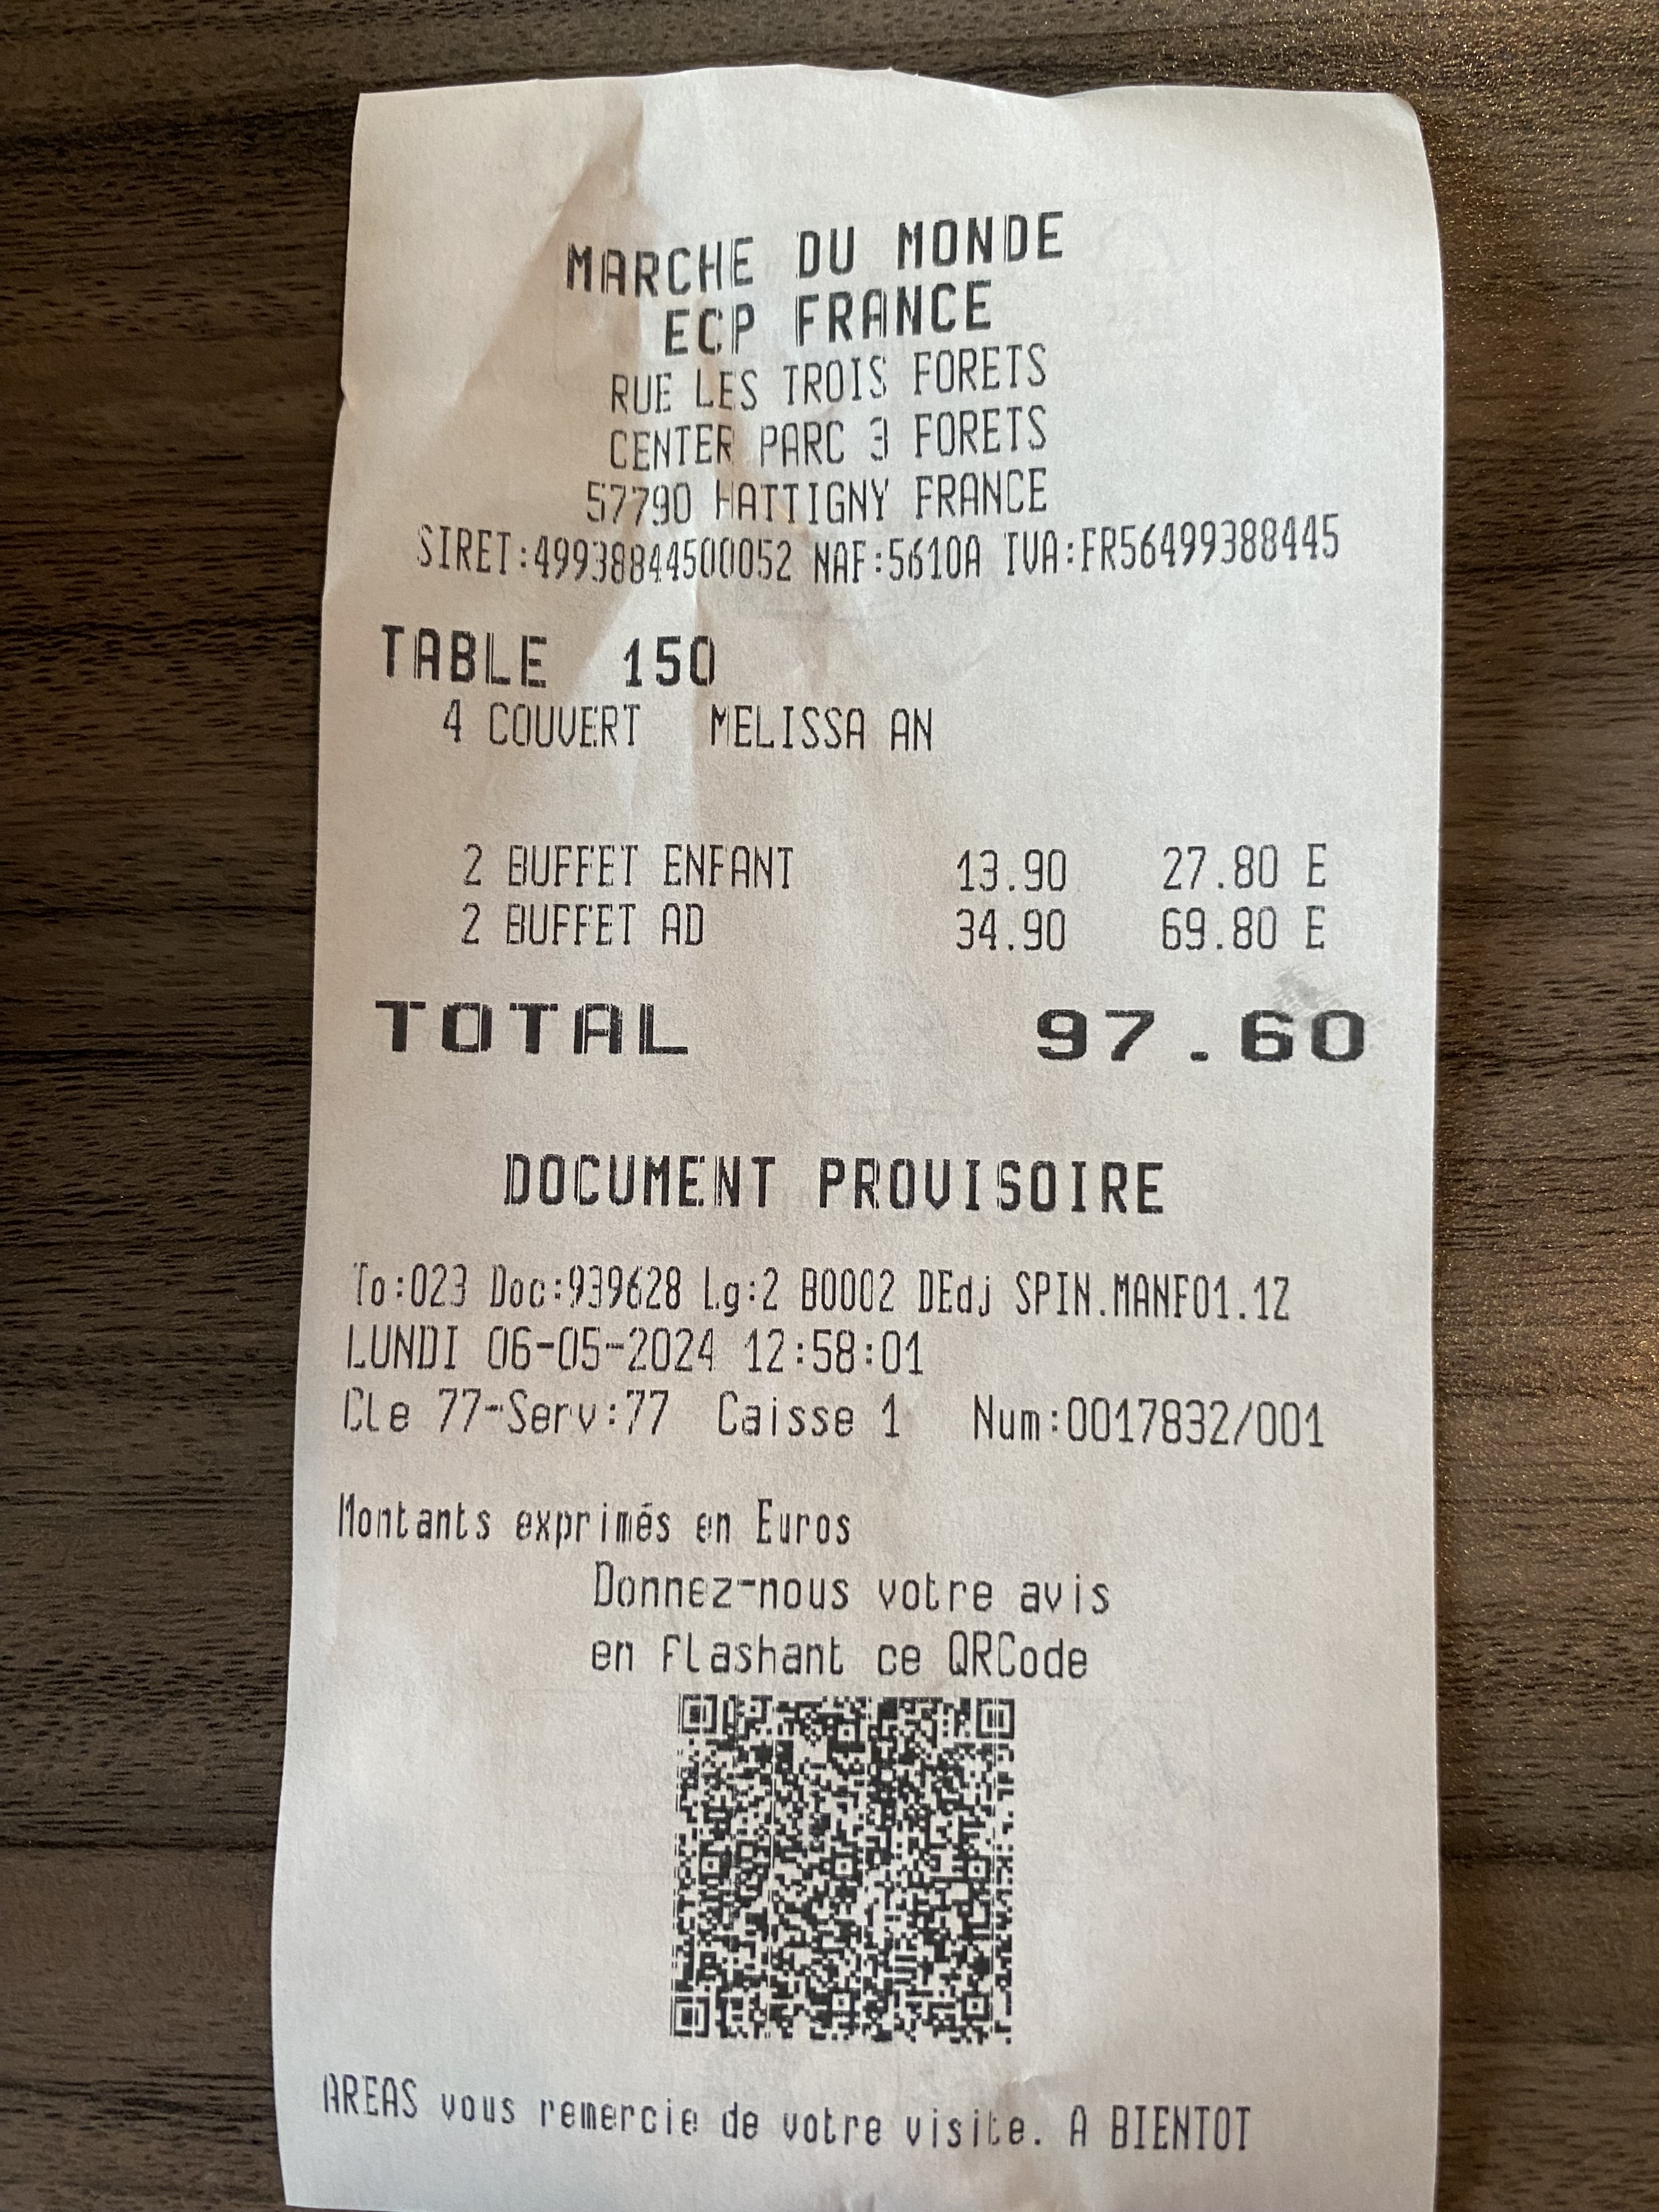 MARCHE DU MONDE
ECP FRANCE
RUE LES TROIS FORETS
CENTER PARC 3 FORETS
57790 HATTIGNY FRANCE
SIRET:49938844500052 NAF:5610A TVA:FR56499388445
TABLE 150
4 COUVERT MELISSA AN
2 BUFFET ENFANT 13.90 27.80 E
2 BUFFET AD 34.90 69.80 E
TOTAL 97.60
DOCUMENT PROVISOIRE
To:023 Doc:939628 Lg:2 B0002 DEdj SPIN.MANF01.1Z
LUNDI 06-05-2024 12:58:01
Cle 77-Serv:77 Caisse 1 Num:0017832/001
Montants exprimés en Euros
Donnez-nous votre avis
en flashant ce QRCode
AREAS vous remercie de votre visite. A BIENTOT